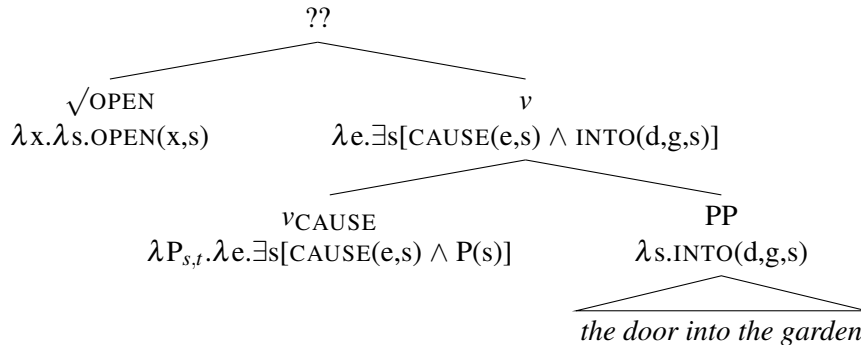 ??
√OPEN v
λx.λs.OPEN(x,s) λe.∃s[CAUSE(e,s) ∧ INTO(d,g,s)]
vCAUSE PP
λPs,t.λe.∃s[CAUSE(e,s) ∧ P(s)] λs.INTO(d,g,s)
the door into the garden